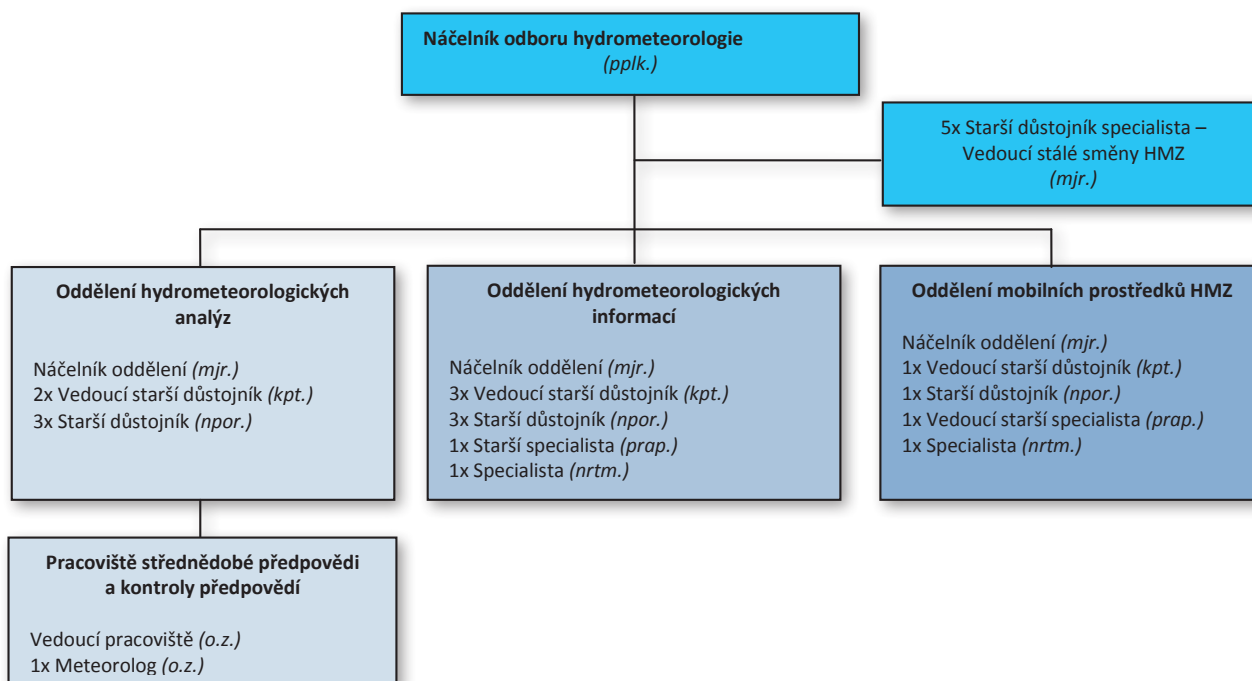 Náčelník odboru hydrometeorologie
(pplk.)
5x Starší důstojník specialista –
Vedoucí stálé směny HMZ
(mjr.)
Oddělení hydrometeorologických
analýz
Náčelník oddělení (mjr.)
2x Vedoucí starší důstojník (kpt.)
3x Starší důstojník (npor.)
Oddělení hydrometeorologických
informací
Náčelník oddělení (mjr.)
3x Vedoucí starší důstojník (kpt.)
3x Starší důstojník (npor.)
1x Starší specialista (prap.)
1x Specialista (nrtm.)
Oddělení mobilních prostředků HMZ
Náčelník oddělení (mjr.)
1x Vedoucí starší důstojník (kpt.)
1x Starší důstojník (npor.)
1x Vedoucí starší specialista (prap.)
1x Specialista (nrtm.)
Pracoviště střednědobé předpovědi
a kontroly předpovědí
Vedoucí pracoviště (o.z.)
1x Meteorolog (o.z.)